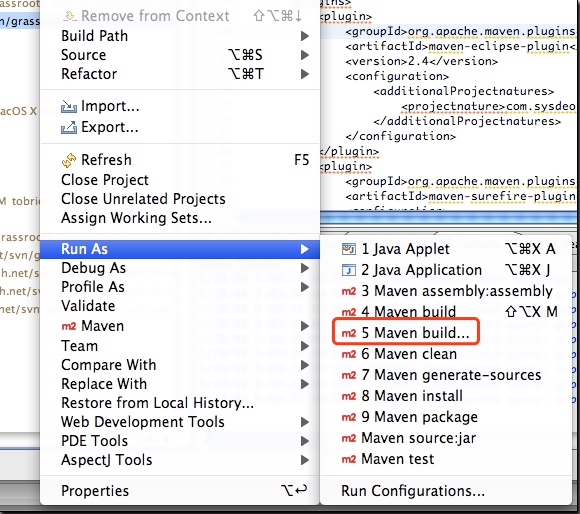 n/grass
Remove from Context ⇧⌥⌘↓
Build Path
Source ⌥⌘S
Refactor ⌥⌘T
Import...
Export...
Refresh F5
Close Project
Close Unrelated Projects
Assign Working Sets...
Run As
Debug As
Profile As
Validate
m2 Maven
Team
Compare With
Replace With
Restore from Local History...
Web Development Tools
PDE Tools
AspectJ Tools
Properties ⌥↩
acOS X
M tobric
grassroo
et/svn/g
h.net/sv
h.net/sv
net/svn
<plugin>
<groupId>org.apache.maven.plugins
<artifactId>maven-eclipse-plugin</
<version>2.4</version>
<configuration>
<additionalProjectnatures>
<projectnature>com.sysdeo
</additionalProjectnatures>
</configuration>
</plugin>
<plugin>
<groupId>org.apache.maven.plugins
<artifactId>maven-surefire-plugin
<configuration>
1 Java Applet ⌥⌘X A
2 Java Application ⌥⌘X J
m2 3 Maven assembly:assembly
m2 4 Maven build ⇧⌥X M
m2 5 Maven build...
m2 6 Maven clean
m2 7 Maven generate-sources
m2 8 Maven install
m2 9 Maven package
m2 Maven source:jar
m2 Maven test
Run Configurations...